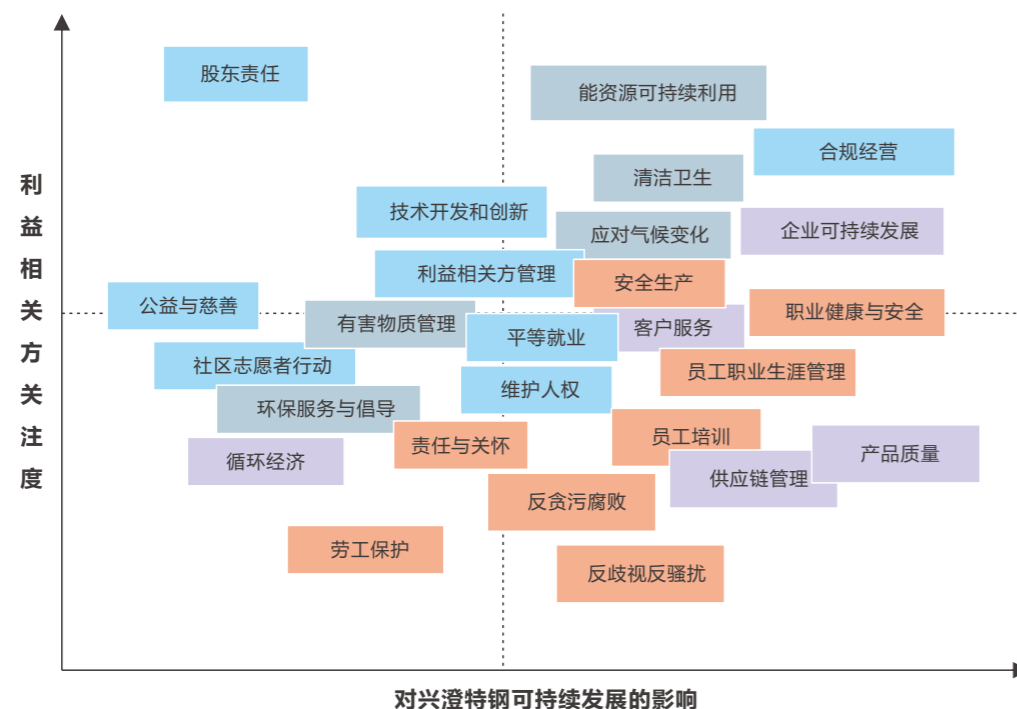 股东责任
能资源可持续利用
合规经营
清洁卫生
技术开发和创新
应对气候变化
企业可持续发展
利益相关方管理
安全生产
公益与慈善
职业健康与安全
有害物质管理
客户服务
平等就业
社区志愿者行动
员工职业生涯管理
维护人权
环保服务与倡导
员工培训
责任与关怀
产品质量
循环经济
供应链管理
反贪污腐败
劳工保护
反歧视反骚扰
利益相关方关注度
对兴澄特钢可持续发展的影响